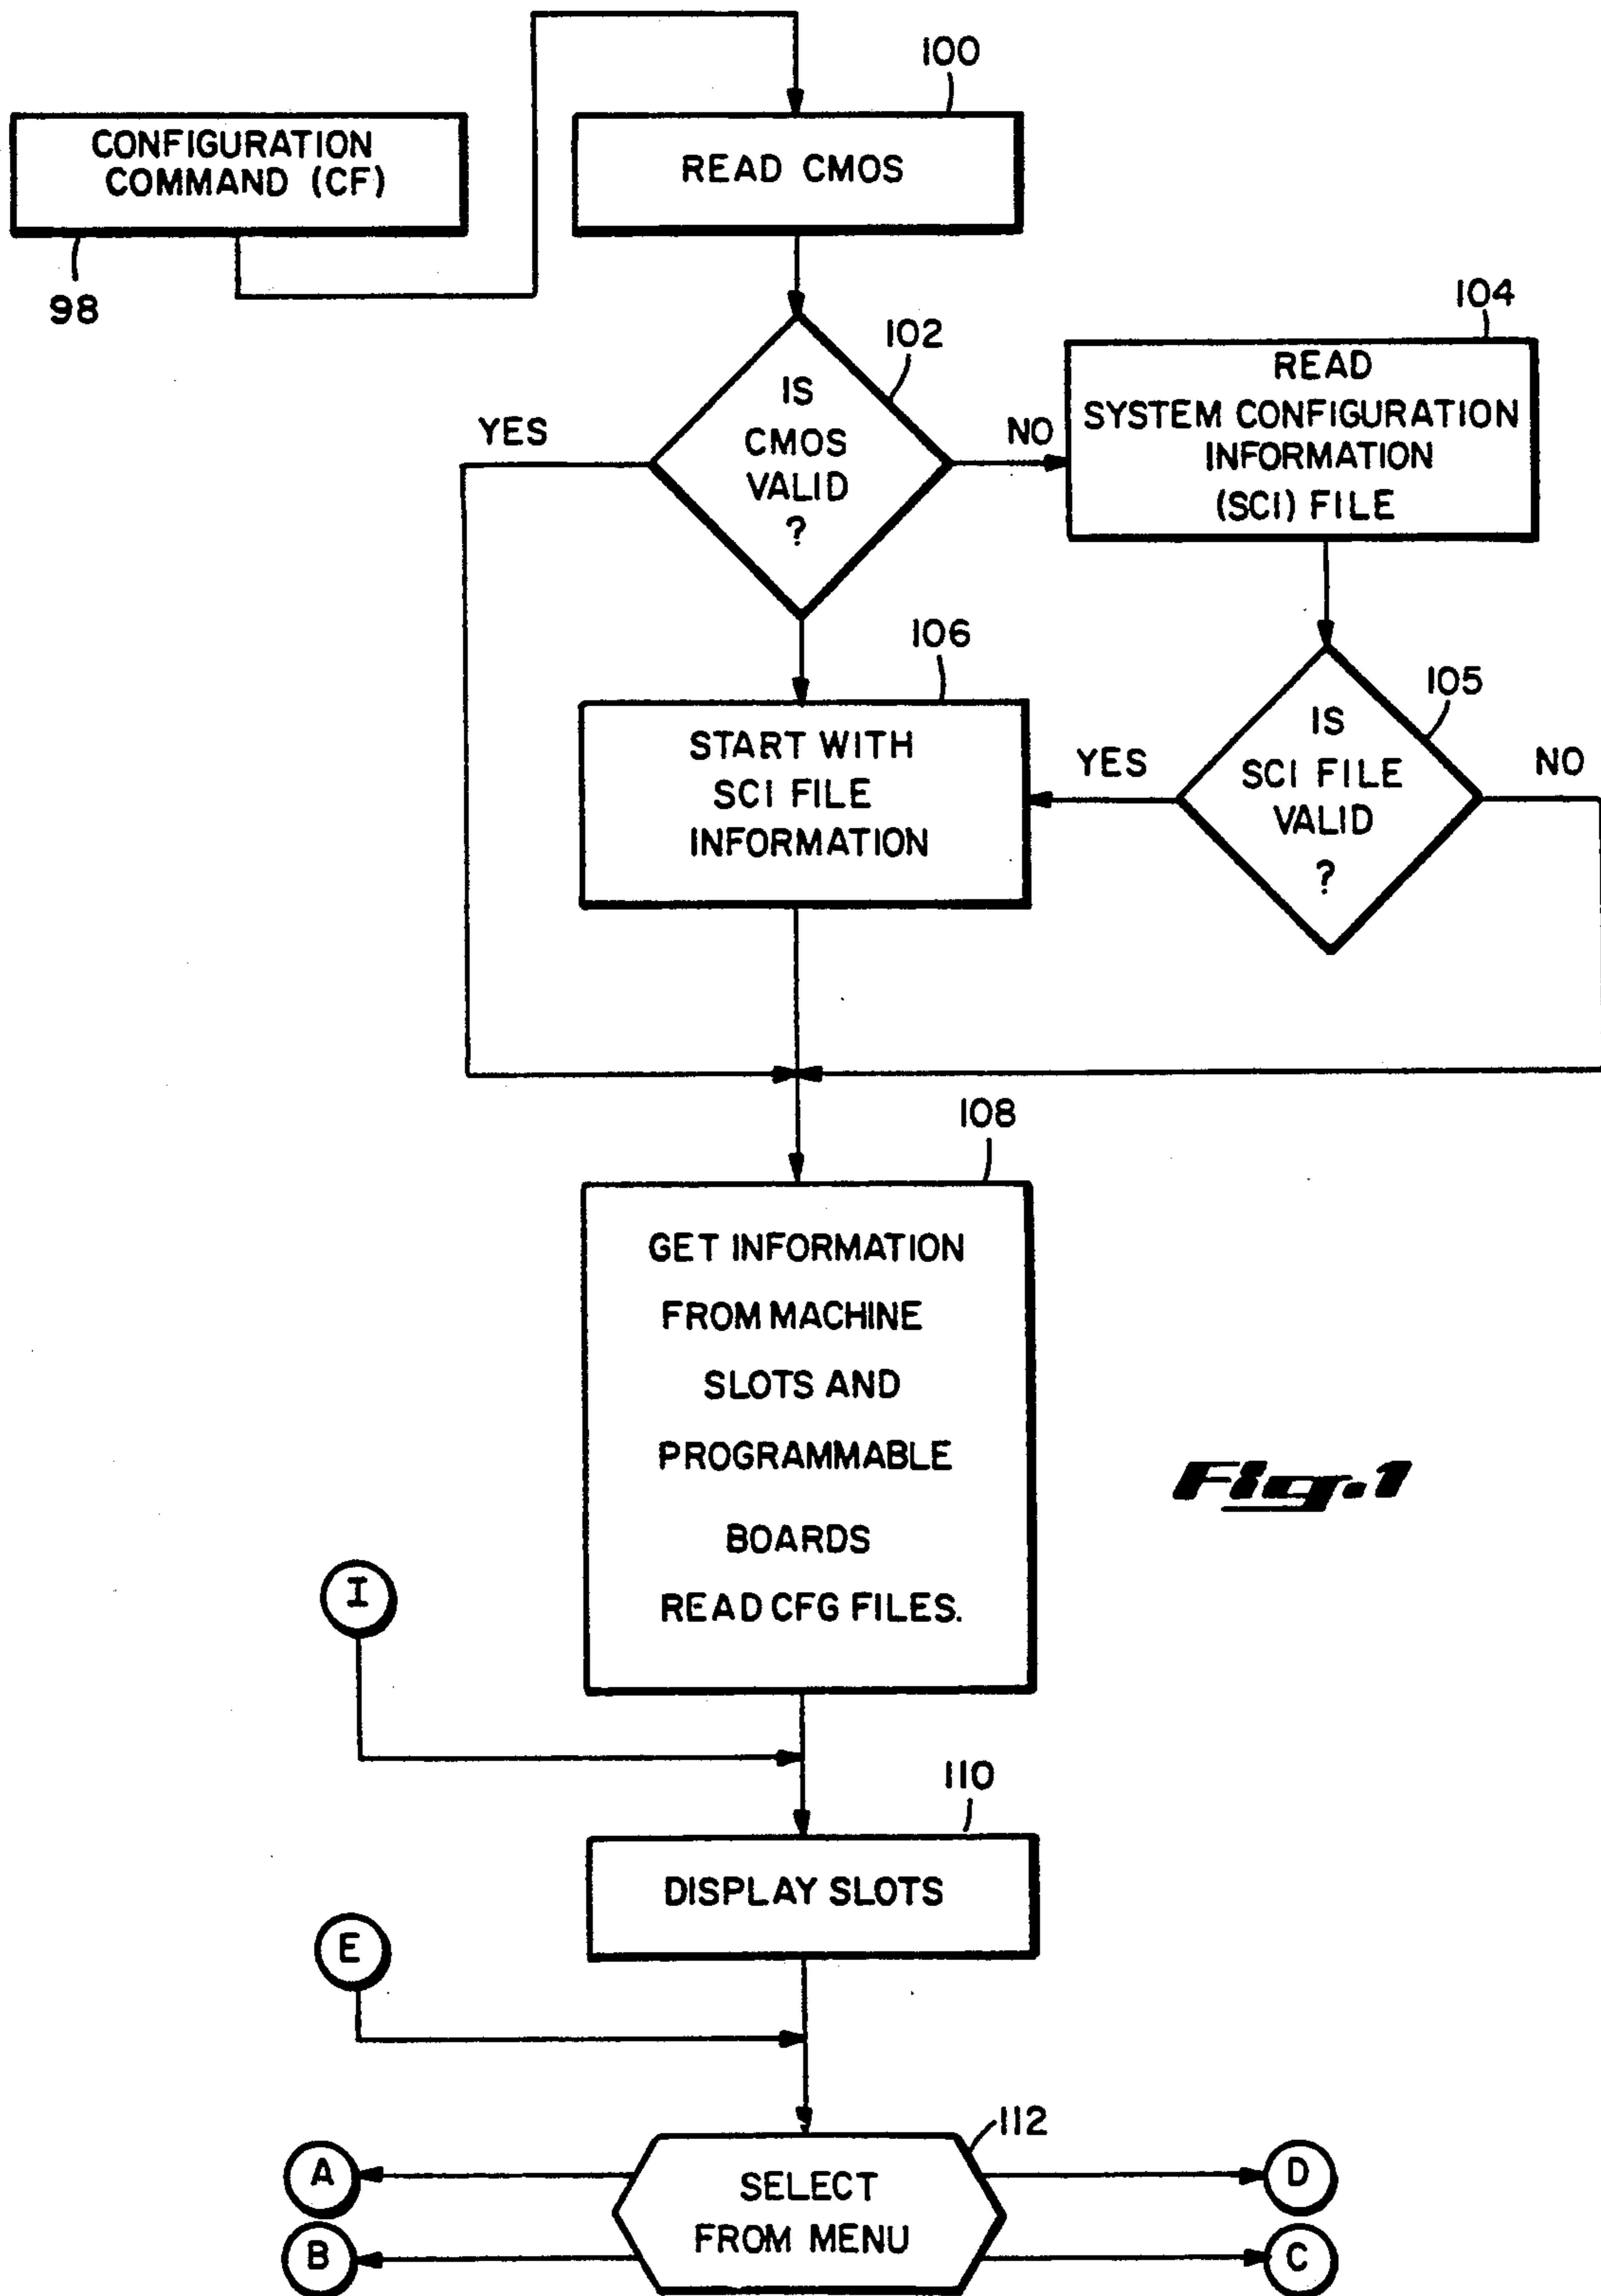 100
CONFIGURATION
COMMAND (CF)
READ CMOS
98
102
104
IS
CMOS
VALID
?
YES
NO
READ
SYSTEM CONFIGURATION
INFORMATION
(SCI) FILE
106
105
START WITH
SCI FILE
INFORMATION
YES
IS
SCI FILE
VALID
?
NO
108
GET INFORMATION
FROM MACHINE
SLOTS AND
PROGRAMMABLE
BOARDS
READ CFG FILES.
Fig.1
I
110
DISPLAY SLOTS
E
112
A
SELECT
FROM MENU
D
B
C